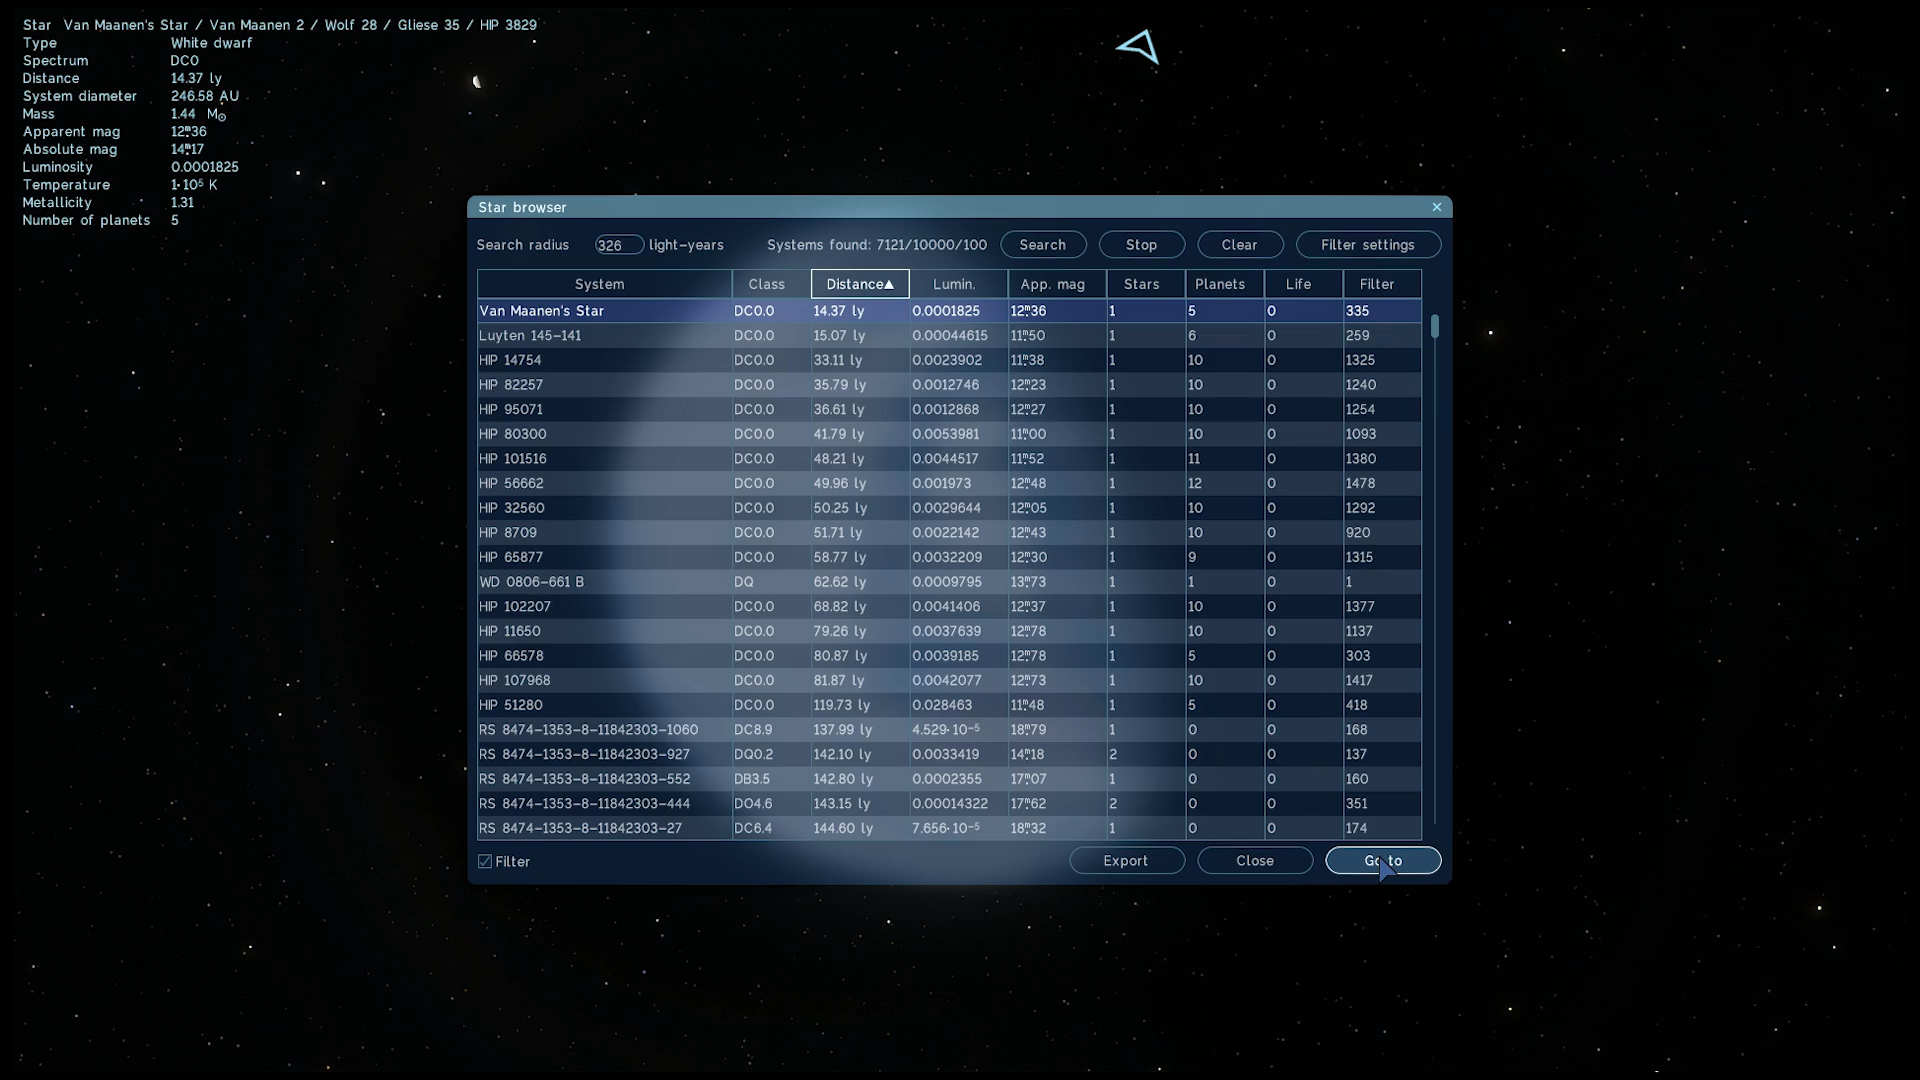 Star Van Maanen's Star / Van Maanen 2 / Wolf 28 / Gliese 35 / HIP 3829
Type White dwarf
Spectrum DC0
Distance 14.37 ly
System diameter 246.58 AU
Mass 1.44 M☉
Apparent mag 12ᵐ36
Absolute mag 14ᵐ17
Luminosity 0.0001825
Temperature 1·10⁵ K
Metallicity 1.31
Number of planets 5
Star browser ×
Search radius 326 light-years Systems found: 7121/10000/100 Search Stop Clear Filter settings
System Class Distance▲ Lumin. App. mag Stars Planets Life Filter
Van Maanen's Star DC0.0 14.37 ly 0.0001825 12ᵐ36 1 5 0 335
Luyten 145-141 DC0.0 15.07 ly 0.00044615 11ᵐ50 1 6 0 259
HIP 14754 DC0.0 33.11 ly 0.0023902 11ᵐ38 1 10 0 1325
HIP 82257 DC0.0 35.79 ly 0.0012746 12ᵐ23 1 10 0 1240
HIP 95071 DC0.0 36.61 ly 0.0012868 12ᵐ27 1 10 0 1254
HIP 80300 DC0.0 41.79 ly 0.0053981 11ᵐ00 1 10 0 1093
HIP 101516 DC0.0 48.21 ly 0.0044517 11ᵐ52 1 11 0 1380
HIP 56662 DC0.0 49.96 ly 0.001973 12ᵐ48 1 12 0 1478
HIP 32560 DC0.0 50.25 ly 0.0029644 12ᵐ05 1 10 0 1292
HIP 8709 DC0.0 51.71 ly 0.0022142 12ᵐ43 1 10 0 920
HIP 65877 DC0.0 58.77 ly 0.0032209 12ᵐ30 1 9 0 1315
WD 0806-661 B DQ 62.62 ly 0.0009795 13ᵐ73 1 1 0 1
HIP 102207 DC0.0 68.82 ly 0.0041406 12ᵐ37 1 10 0 1377
HIP 11650 DC0.0 79.26 ly 0.0037639 12ᵐ78 1 10 0 1137
HIP 66578 DC0.0 80.87 ly 0.0039185 12ᵐ78 1 5 0 303
HIP 107968 DC0.0 81.87 ly 0.0042077 12ᵐ73 1 10 0 1417
HIP 51280 DC0.0 119.73 ly 0.028463 11ᵐ48 1 5 0 418
RS 8474-1353-8-11842303-1060 DC8.9 137.99 ly 4.529·10⁻⁵ 18ᵐ79 1 0 0 168
RS 8474-1353-8-11842303-927 DQ0.2 142.10 ly 0.0033419 14ᵐ18 2 0 0 137
RS 8474-1353-8-11842303-552 DB3.5 142.80 ly 0.0002355 17ᵐ07 1 0 0 160
RS 8474-1353-8-11842303-444 DO4.6 143.15 ly 0.00014322 17ᵐ62 2 0 0 351
RS 8474-1353-8-11842303-27 DC6.4 144.60 ly 7.656·10⁻⁵ 18ᵐ32 1 0 0 174
Filter Export Close Go to